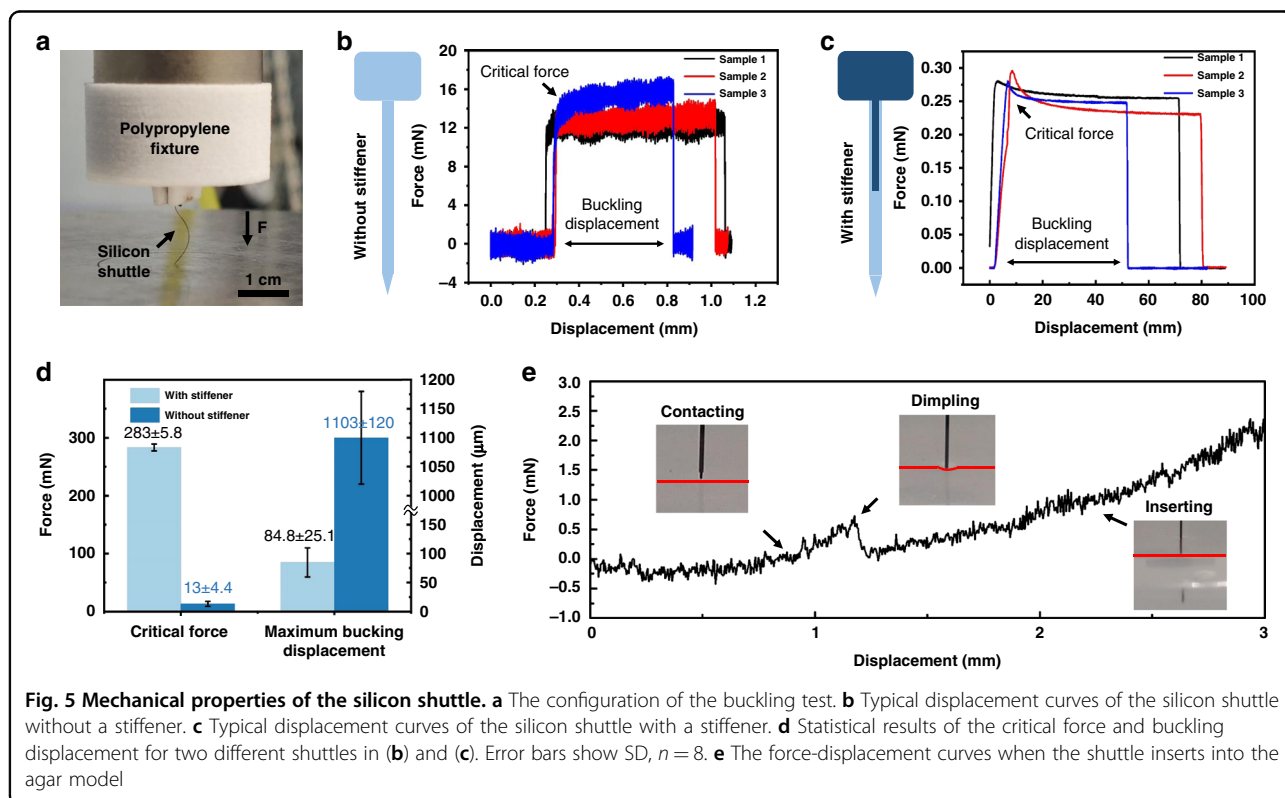 a
Polypropylene
fixture
Silicon
shuttle
F
1 cm
b
Without stiffener
Force (mN)
20
16
12
8
4
0
–4
Critical force
Sample 1
Sample 2
Sample 3
Buckling
displacement
0.0 0.2 0.4 0.6 0.8 1.0 1.2
Displacement (mm)
c
With stiffener
Force (mN)
0.30
0.25
0.20
0.15
0.10
0.05
0.00
Sample 1
Sample 2
Sample 3
Critical force
Buckling
displacement
0 20 40 60 80 100
Displacement (mm)
d
With stiffener
Without stiffener
Force (mN)
300
200
100
0
283±5.8
13±4.4
84.8±25.1
1103±120
1200
1150
1100
1050
1000
150
100
50
0
Displacement (μm)
Critical force
Maximum bucking
displacement
e
Force (mN)
3.0
2.5
2.0
1.5
1.0
0.5
0.0
–0.5
–1.0
Contacting
Dimpling
Inserting
0 1 2 3
Displacement (mm)
Fig. 5 Mechanical properties of the silicon shuttle. a The configuration of the buckling test. b Typical displacement curves of the silicon shuttle
without a stiffener. c Typical displacement curves of the silicon shuttle with a stiffener. d Statistical results of the critical force and buckling
displacement for two different shuttles in (b) and (c). Error bars show SD, n = 8. e The force-displacement curves when the shuttle inserts into the
agar model